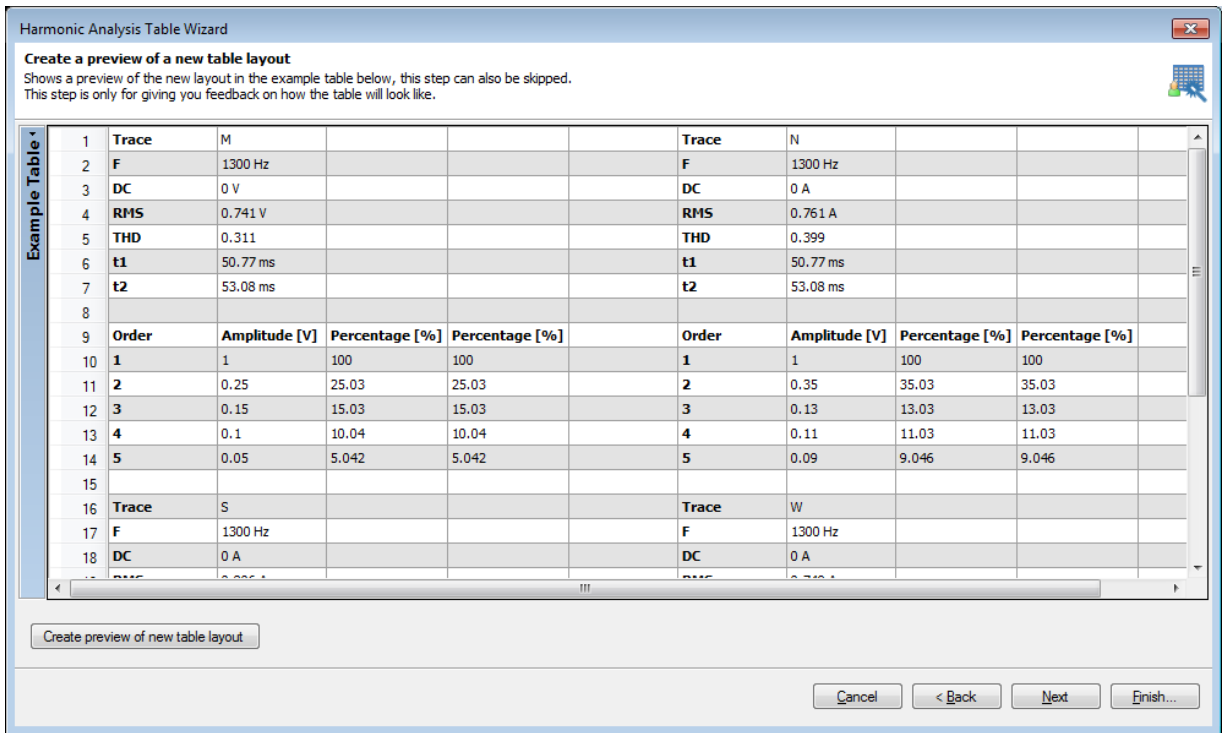 Harmonic Analysis Table Wizard
Create a preview of a new table layout
Shows a preview of the new layout in the example table below, this step can also be skipped.
This step is only for giving you feedback on how the table will look like.
Example Table
1 Trace M Trace N
2 F 1300 Hz F 1300 Hz
3 DC 0 V DC 0 A
4 RMS 0.741 V RMS 0.761 A
5 THD 0.311 THD 0.399
6 t1 50.77 ms t1 50.77 ms
7 t2 53.08 ms t2 53.08 ms
8
9 Order Amplitude [V] Percentage [%] Percentage [%] Order Amplitude [V] Percentage [%] Percentage [%]
10 1 1 100 100 1 1 100 100
11 2 0.25 25.03 25.03 2 0.35 35.03 35.03
12 3 0.15 15.03 15.03 3 0.13 13.03 13.03
13 4 0.1 10.04 10.04 4 0.11 11.03 11.03
14 5 0.05 5.042 5.042 5 0.09 9.046 9.046
15
16 Trace S Trace W
17 F 1300 Hz F 1300 Hz
18 DC 0 A DC 0 A
Create preview of new table layout
Cancel < Back Next Finish...